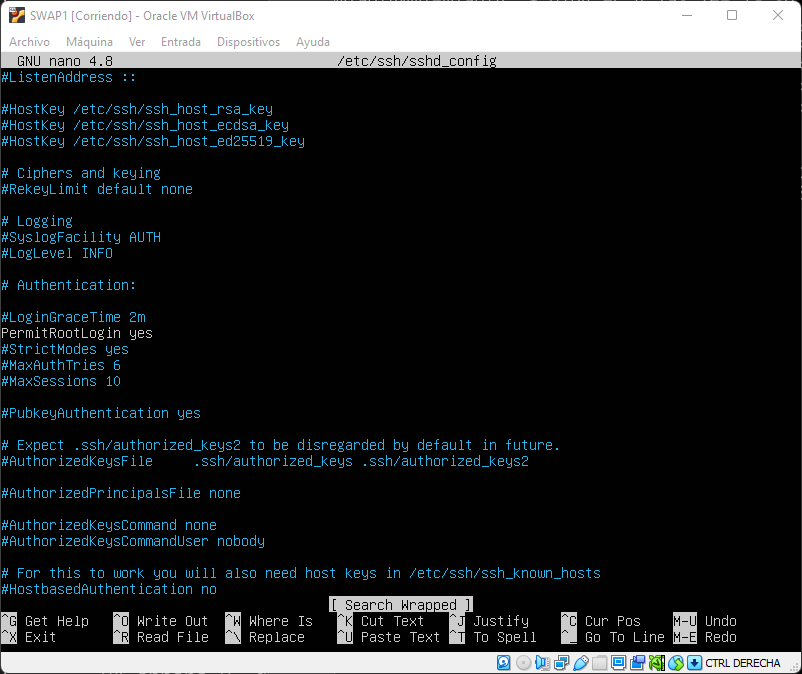 SWAP1 [Corriendo] - Oracle VM VirtualBox
Archivo Máquina Ver Entrada Dispositivos Ayuda
GNU nano 4.8 /etc/ssh/sshd_config
#ListenAddress ::
#HostKey /etc/ssh/ssh_host_rsa_key
#HostKey /etc/ssh/ssh_host_ecdsa_key
#HostKey /etc/ssh/ssh_host_ed25519_key
# Ciphers and keying
#RekeyLimit default none
# Logging
#SyslogFacility AUTH
#LogLevel INFO
# Authentication:
#LoginGraceTime 2m
PermitRootLogin yes
#StrictModes yes
#MaxAuthTries 6
#MaxSessions 10
#PubkeyAuthentication yes
# Expect .ssh/authorized_keys2 to be disregarded by default in future.
#AuthorizedKeysFile .ssh/authorized_keys .ssh/authorized_keys2
#AuthorizedPrincipalsFile none
#AuthorizedKeysCommand none
#AuthorizedKeysCommandUser nobody
# For this to work you will also need host keys in /etc/ssh/ssh_known_hosts
#HostbasedAuthentication no
[ Search Wrapped ]
^G Get Help ^O Write Out ^W Where Is ^K Cut Text ^J Justify ^C Cur Pos M-U Undo
^X Exit ^R Read File ^\ Replace ^U Paste Text ^T To Spell ^_ Go To Line M-E Redo
CTRL DERECHA